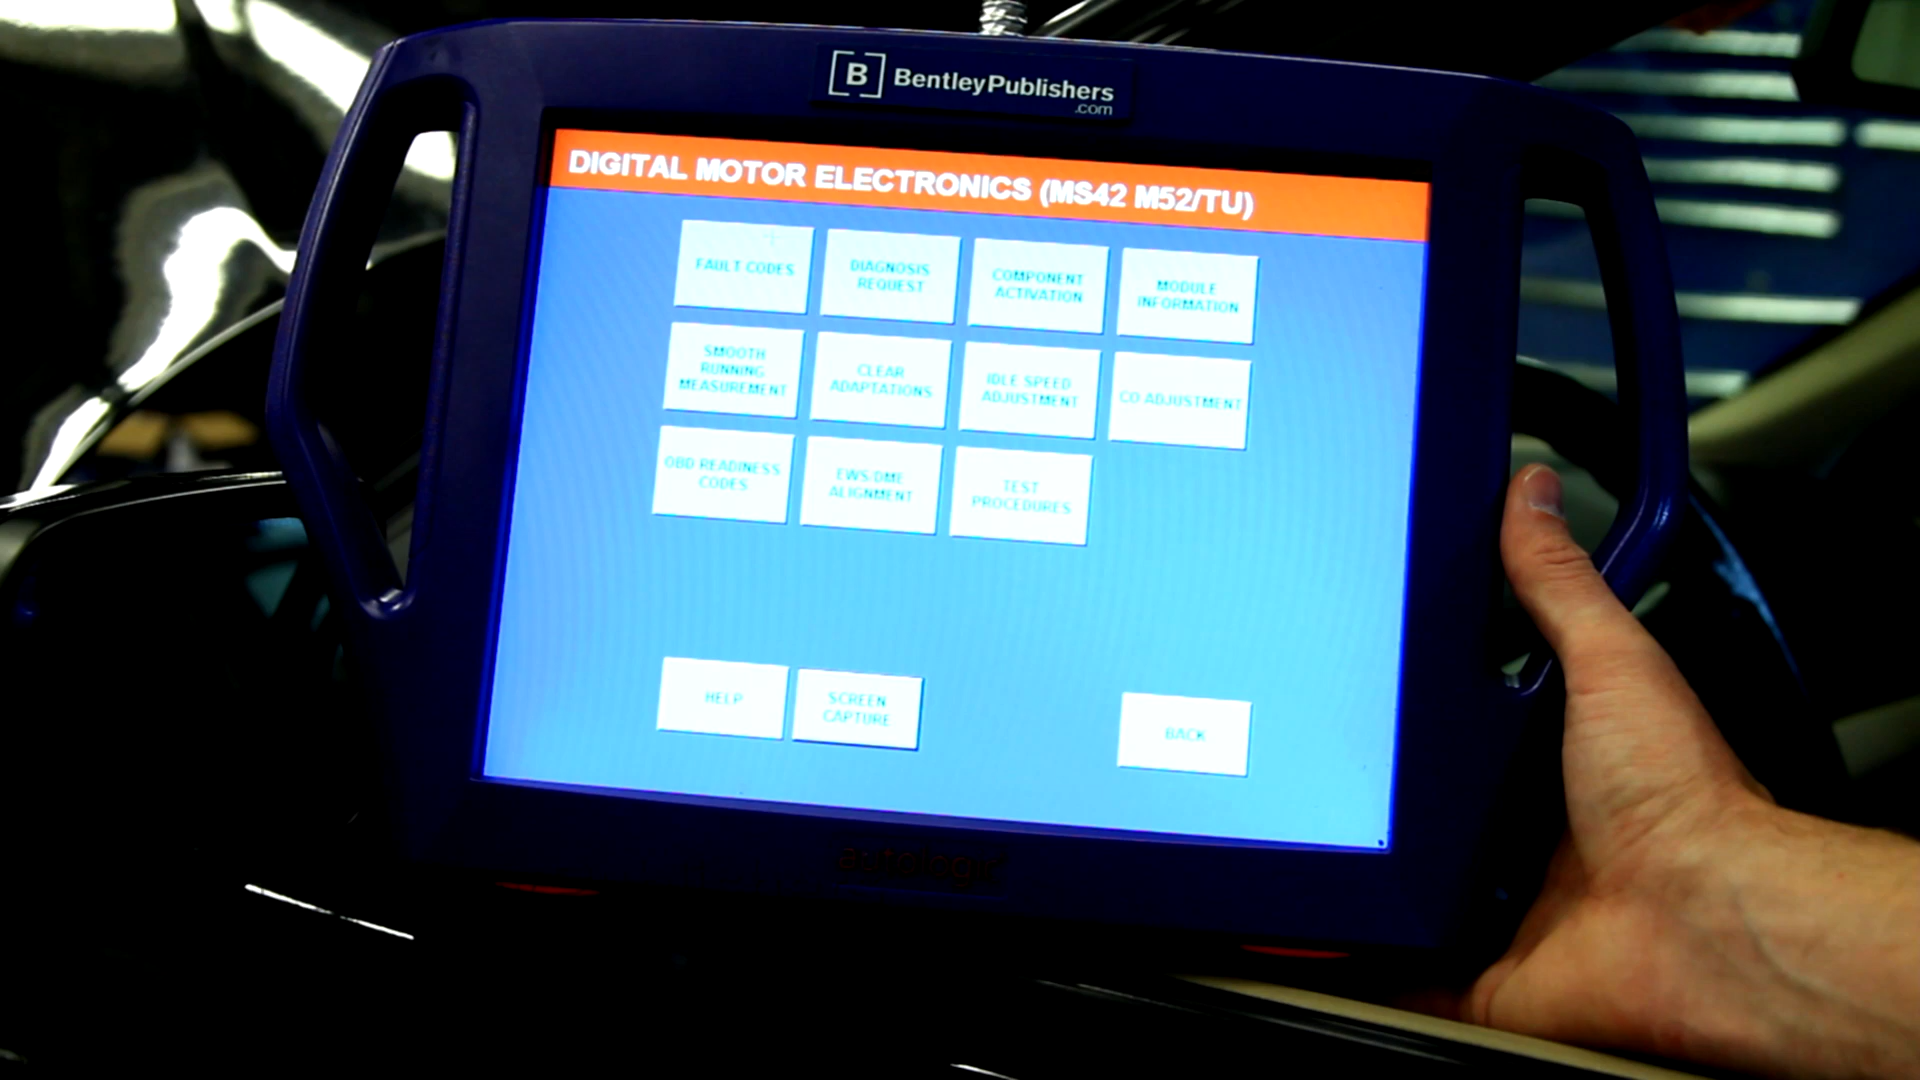 B BentleyPublishers
.com
DIGITAL MOTOR ELECTRONICS (MS42 M52/TU)
FAULT CODES
DIAGNOSIS
REQUEST
COMPONENT
ACTIVATION
MODULE
INFORMATION
SMOOTH
RUNNING
MEASUREMENT
CLEAR
ADAPTATIONS
IDLE SPEED
ADJUSTMENT
CO ADJUSTMENT
OBD READINESS
CODES
EWS/DME
ALIGNMENT
TEST
PROCEDURES
HELP
SCREEN
CAPTURE
BACK
autologic